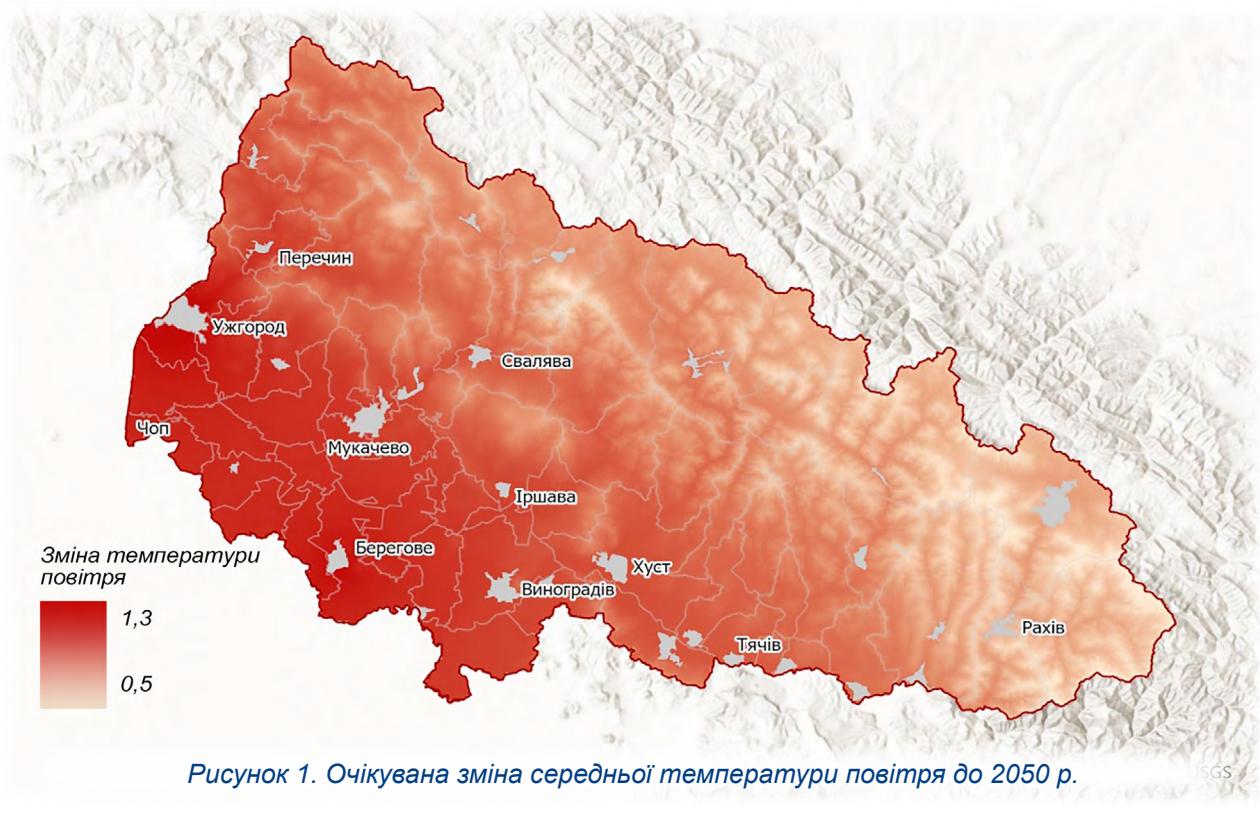 Перечин
Ужгород
Свалява
Чоп
Мукачево
Іршава
Берегове
Зміна температури
повітря
Хуст
Виноградів
1,3
Рахів
Тячів
0,5
Рисунок 1. Очікувана зміна середньої температури повітря до 2050 р.
USGS